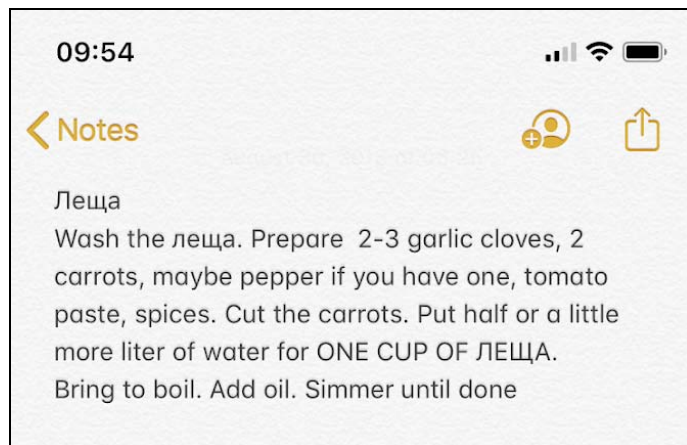 09:54
Notes
Леща
Wash the леща. Prepare  2-3 garlic cloves, 2
carrots, maybe pepper if you have one, tomato
paste, spices. Cut the carrots. Put half or a little
more liter of water for ONE CUP OF ЛЕЩА.
Bring to boil. Add oil. Simmer until done